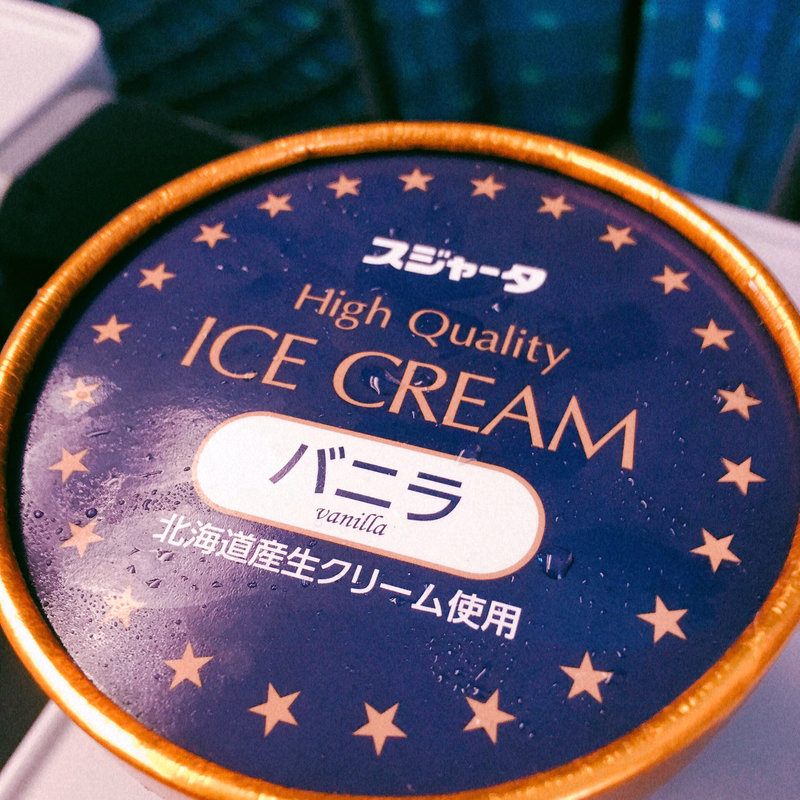 スジャータ
High Quality
ICE CREAM
バニラ
vanilla
北海道産生クリーム使用